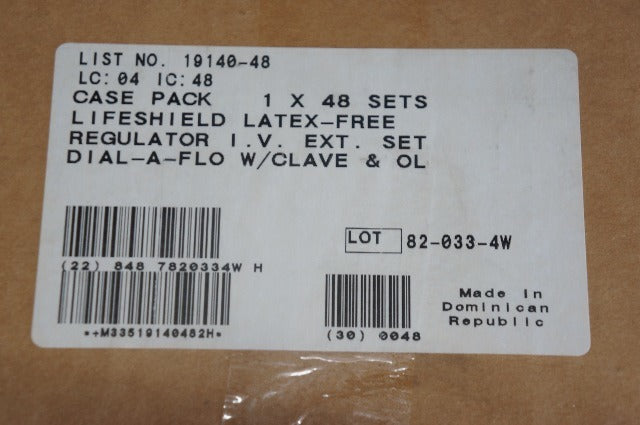 LIST NO. 19140-48
LC: 04 IC: 48
CASE PACK 1 X 48 SETS
LIFESHIELD LATEX-FREE
REGULATOR I.V. EXT. SET
DIAL-A-FLO W/CLAVE & OL
LOT 82-033-4W
(22) 848 7820334W H
*+M33519140482H*
(30) 0048
Made In
Dominican
Republic